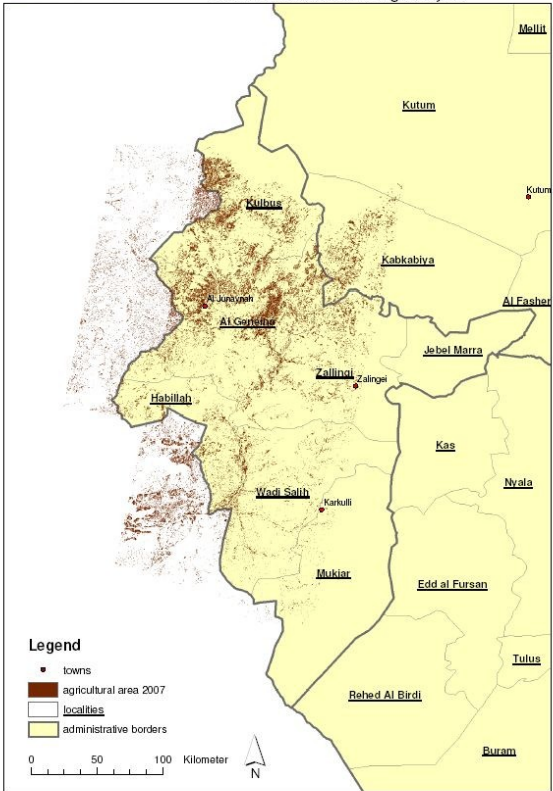 Mellit
Kutum
Kutum
Kulbus
Kabkabiya
Al Junaynah
Al Fasher
Al Geneina
Jebel Marra
Zallingi
Zalingei
Habillah
Kas
Nyala
Wadi Salih
Karkulli
Mukjar
Edd al Fursan
Tulus
Rehed Al Birdi
Buram
Legend
towns
agricultural area 2007
localities
administrative borders
0 50 100 Kilometer
N